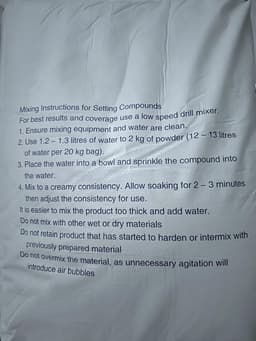 Mixing Instructions for Setting Compounds
For best results and coverage use a low speed drill mixer.
1. Ensure mixing equipment and water are clean.
2. Use 1.2 – 1.3 litres of water to 2 kg of powder (12 – 13 litres
of water per 20 kg bag).
3. Place the water into a bowl and sprinkle the compound into
the water.
4. Mix to a creamy consistency. Allow soaking for 2 – 3 minutes
then adjust the consistency for use.
It is easier to mix the product too thick and add water.
Do not mix with other wet or dry materials
Do not retain product that has started to harden or intermix with
previously prepared material
Do not overmix the material, as unnecessary agitation will
introduce air bubbles